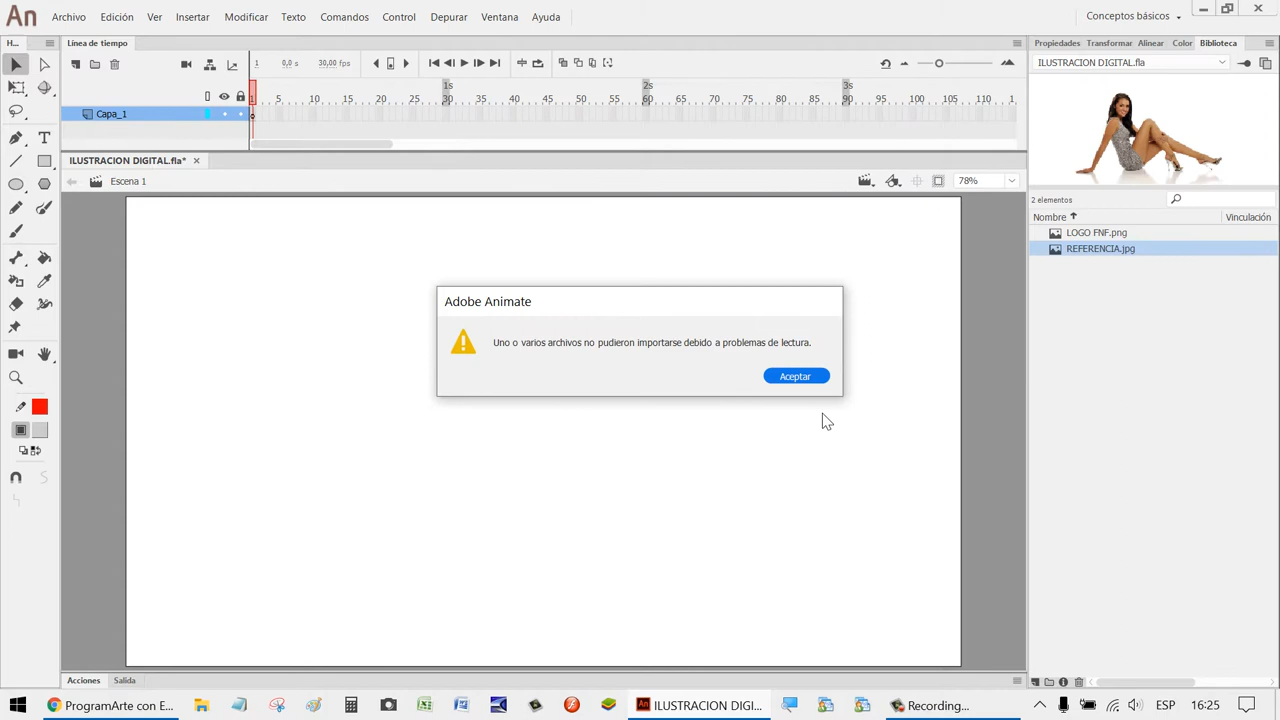 An Archivo Edición Ver Insertar Modificar Texto Comandos Control Depurar Ventana Ayuda Conceptos básicos
H... Línea de tiempo Propiedades Transformar Alinear Color Biblioteca
1 0,0 s 30,00 fps ILUSTRACION DIGITAL.fla
1s 2s 3s
1 5 10 15 20 25 30 35 40 45 50 55 60 65 70 75 80 85 90 95 100 105 110 1
Capa_1
ILUSTRACION DIGITAL.fla*
Escena 1 78%
2 elementos
Nombre Vinculación
LOGO FNF.png
REFERENCIA.jpg
Adobe Animate
Uno o varios archivos no pudieron importarse debido a problemas de lectura.
Aceptar
Acciones Salida
ProgramArte con E... ILUSTRACION DIGI... Recording... ESP 16:25